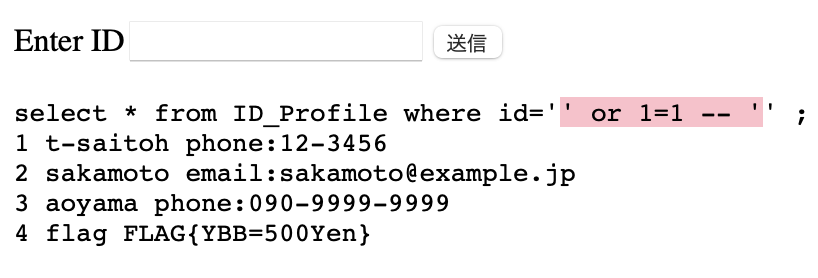 Enter ID 送信
select * from ID_Profile where id='' or 1=1 -- '' ;
1 t-saitoh phone:12-3456
2 sakamoto email:sakamoto@example.jp
3 aoyama phone:090-9999-9999
4 flag FLAG{YBB=500Yen}